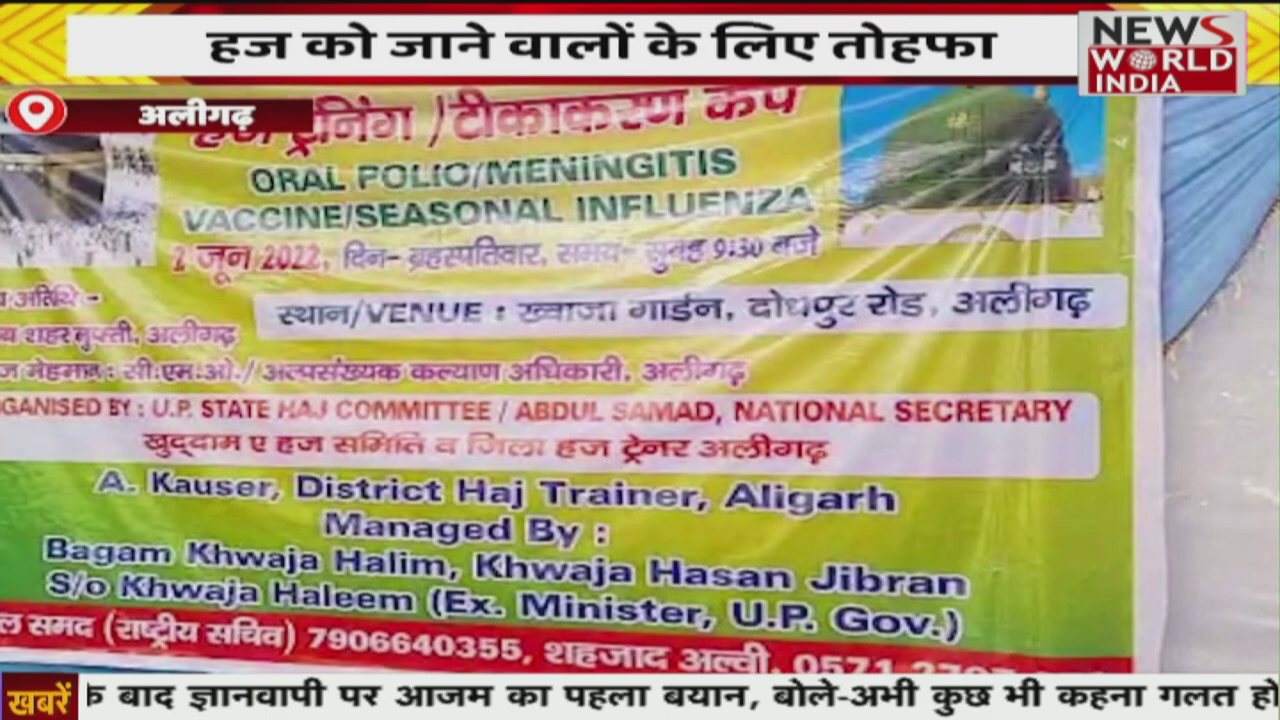 हज को जाने वालों के लिए तोहफा
NEWS
WORLD
INDIA
अलीगढ़
हज ट्रेनिंग /टीकाकरण कैंप
ORAL POLIO/MENINGITIS
VACCINE/SEASONAL INFLUENZA
2 जून 2022, दिन- ब्रहस्पतिवार, समय- सुबह 9:30 बजे
अतिथि:-
स्थान/VENUE : ख्वाजा गार्डन, दोधपुर रोड, अलीगढ़
शहर मुफ्ती, अलीगढ़
मेहमान: सी.एम.ओ./ अल्पसंख्यक कल्याण अधिकारी, अलीगढ़
GANISED BY : U.P. STATE HAJ COMMITTEE / ABDUL SAMAD, NATIONAL SECRETARY
खुद्दाम ए हज समिति व जिला हज ट्रेनर अलीगढ़
A. Kauser, District Haj Trainer, Aligarh
Managed By :
Bagam Khwaja Halim, Khwaja Hasan Jibran
S/o Khwaja Haleem (Ex. Minister, U.P. Gov.)
ल समद (राष्ट्रीय सचिव) 7906640355, शहजाद अल्वी, 0571
खबरें
के बाद ज्ञानवापी पर आजम का पहला बयान, बोले-अभी कुछ भी कहना गलत हो